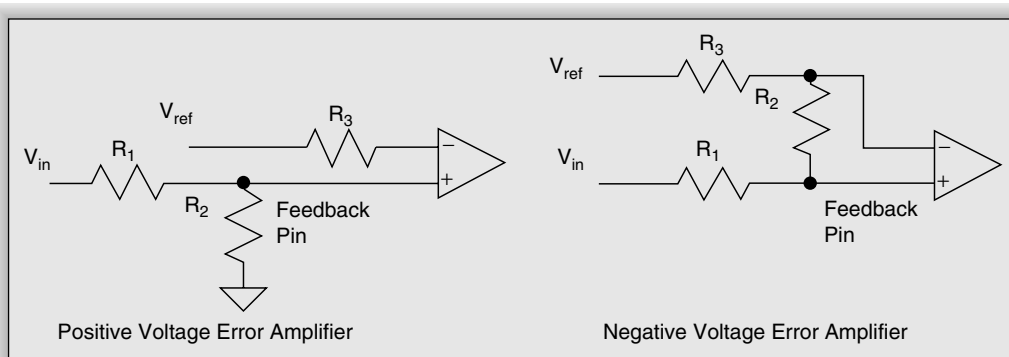 V_ref
R_3
V_in
R_1
−
+
R_2
Feedback
Pin
Positive Voltage Error Amplifier
V_ref
R_3
R_2
V_in
R_1
−
+
Feedback
Pin
Negative Voltage Error Amplifier